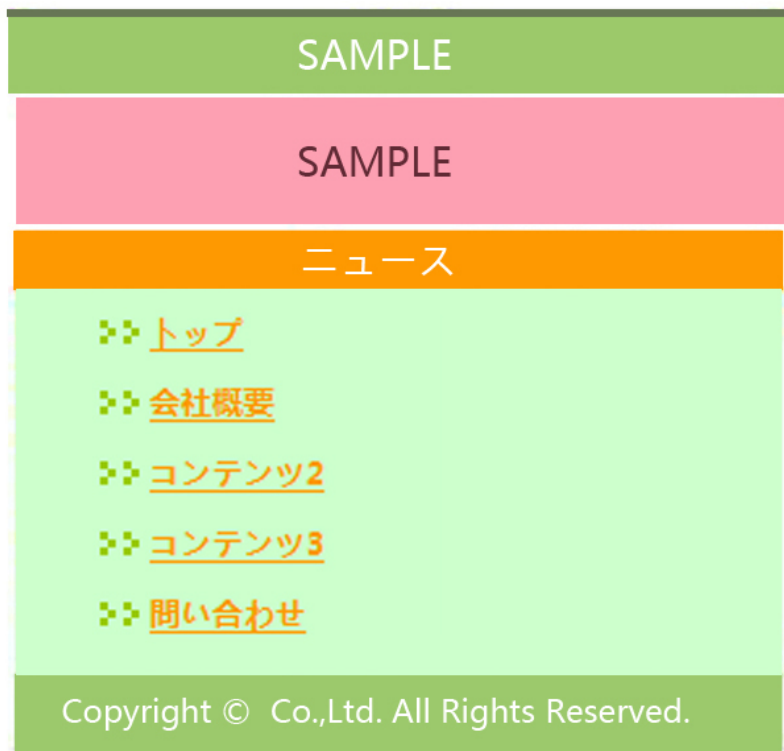 SAMPLE
SAMPLE
ニュース
トップ
会社概要
コンテンツ2
コンテンツ3
問い合わせ
Copyright © Co.,Ltd. All Rights Reserved.